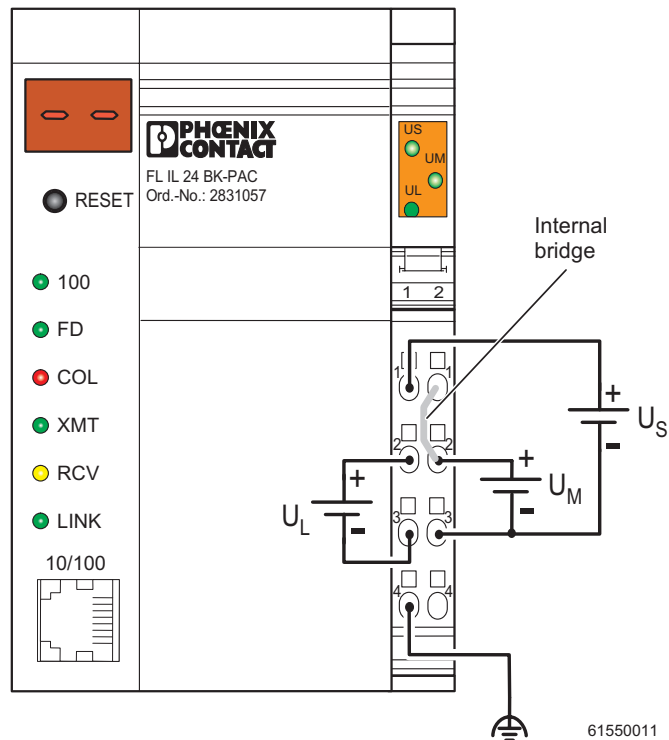 PHŒNIX
CONTACT
FL IL 24 BK-PAC
Ord.-No.: 2831057
RESET
US
UM
UL
Internal
bridge
1 2
100
FD
COL
XMT
RCV
LINK
10/100
1 1
2 2
3 3
4 4
+
-
US
+
-
UM
+
-
UL
61550011